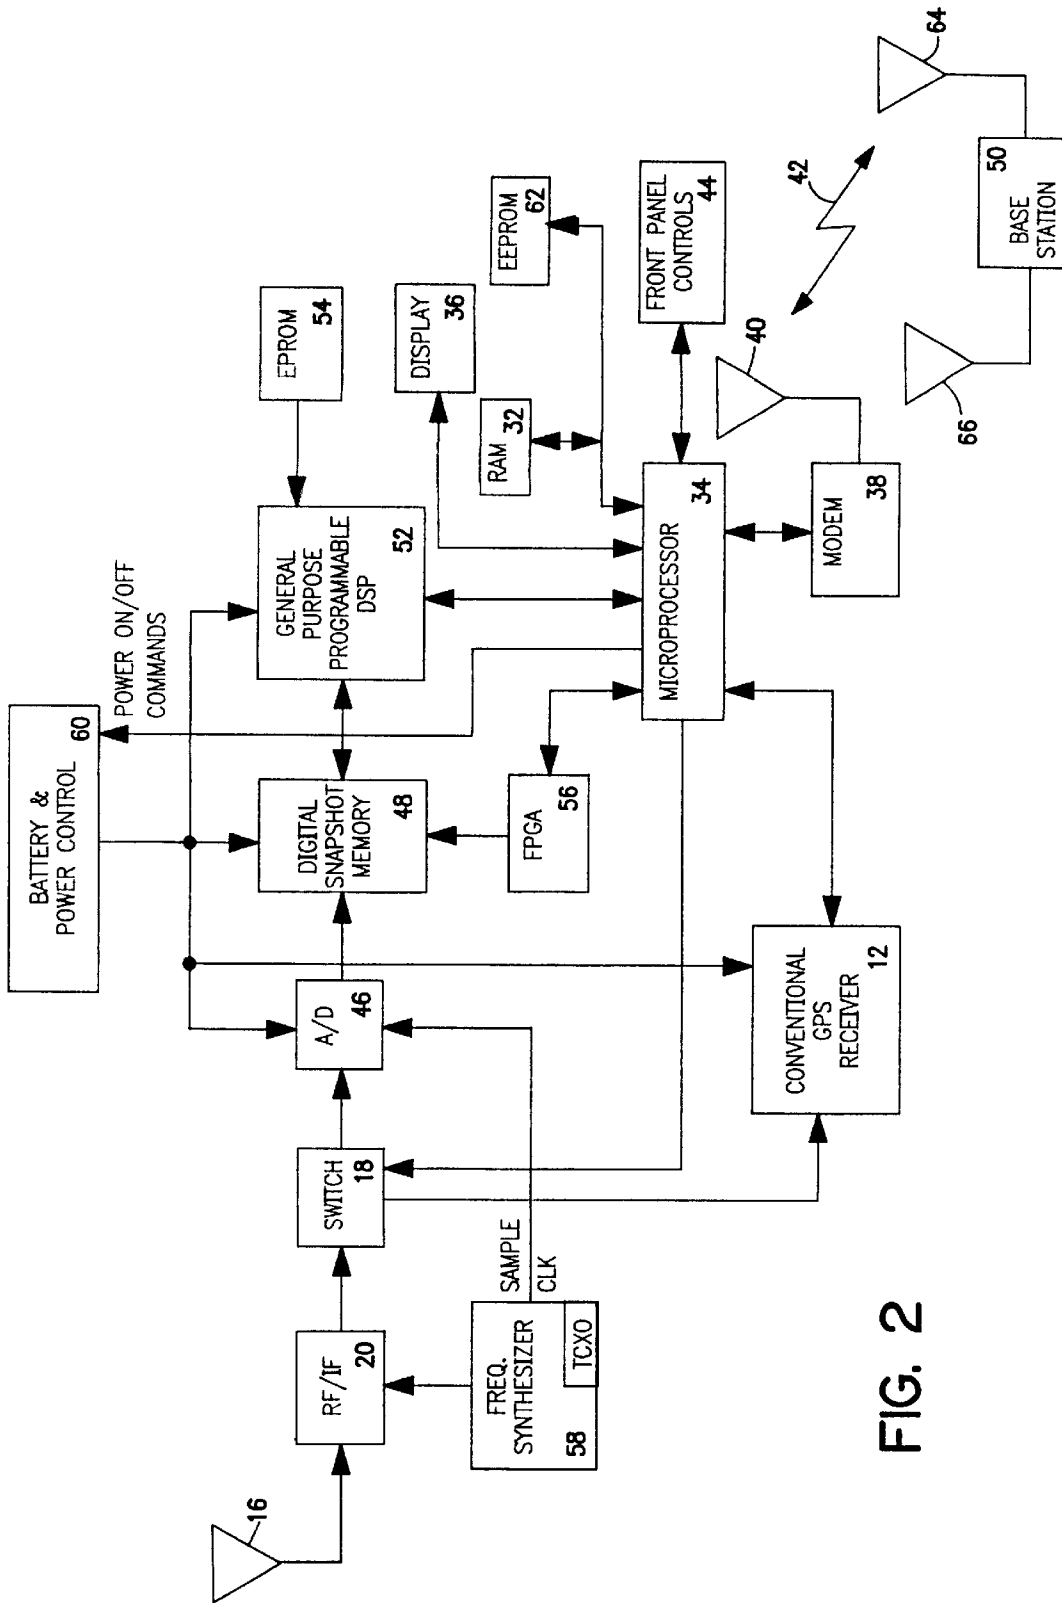 BATTERY &
POWER CONTROL
60
POWER ON/OFF
COMMANDS
16
RF/IF
20
SWITCH
18
A/D
46
DIGITAL
SNAPSHOT
MEMORY
48
GENERAL
PURPOSE
PROGRAMMABLE
DSP
52
EPROM
54
DISPLAY
36
FREQ.
SYNTHESIZER
58
TCXO
SAMPLE
CLK
FPGA
56
RAM
32
EEPROM
62
MICROPROCESSOR
34
FRONT PANEL
CONTROLS
44
CONVENTIONAL
GPS
RECEIVER
12
MODEM
38
40
42
64
66
BASE
STATION
50
FIG. 2